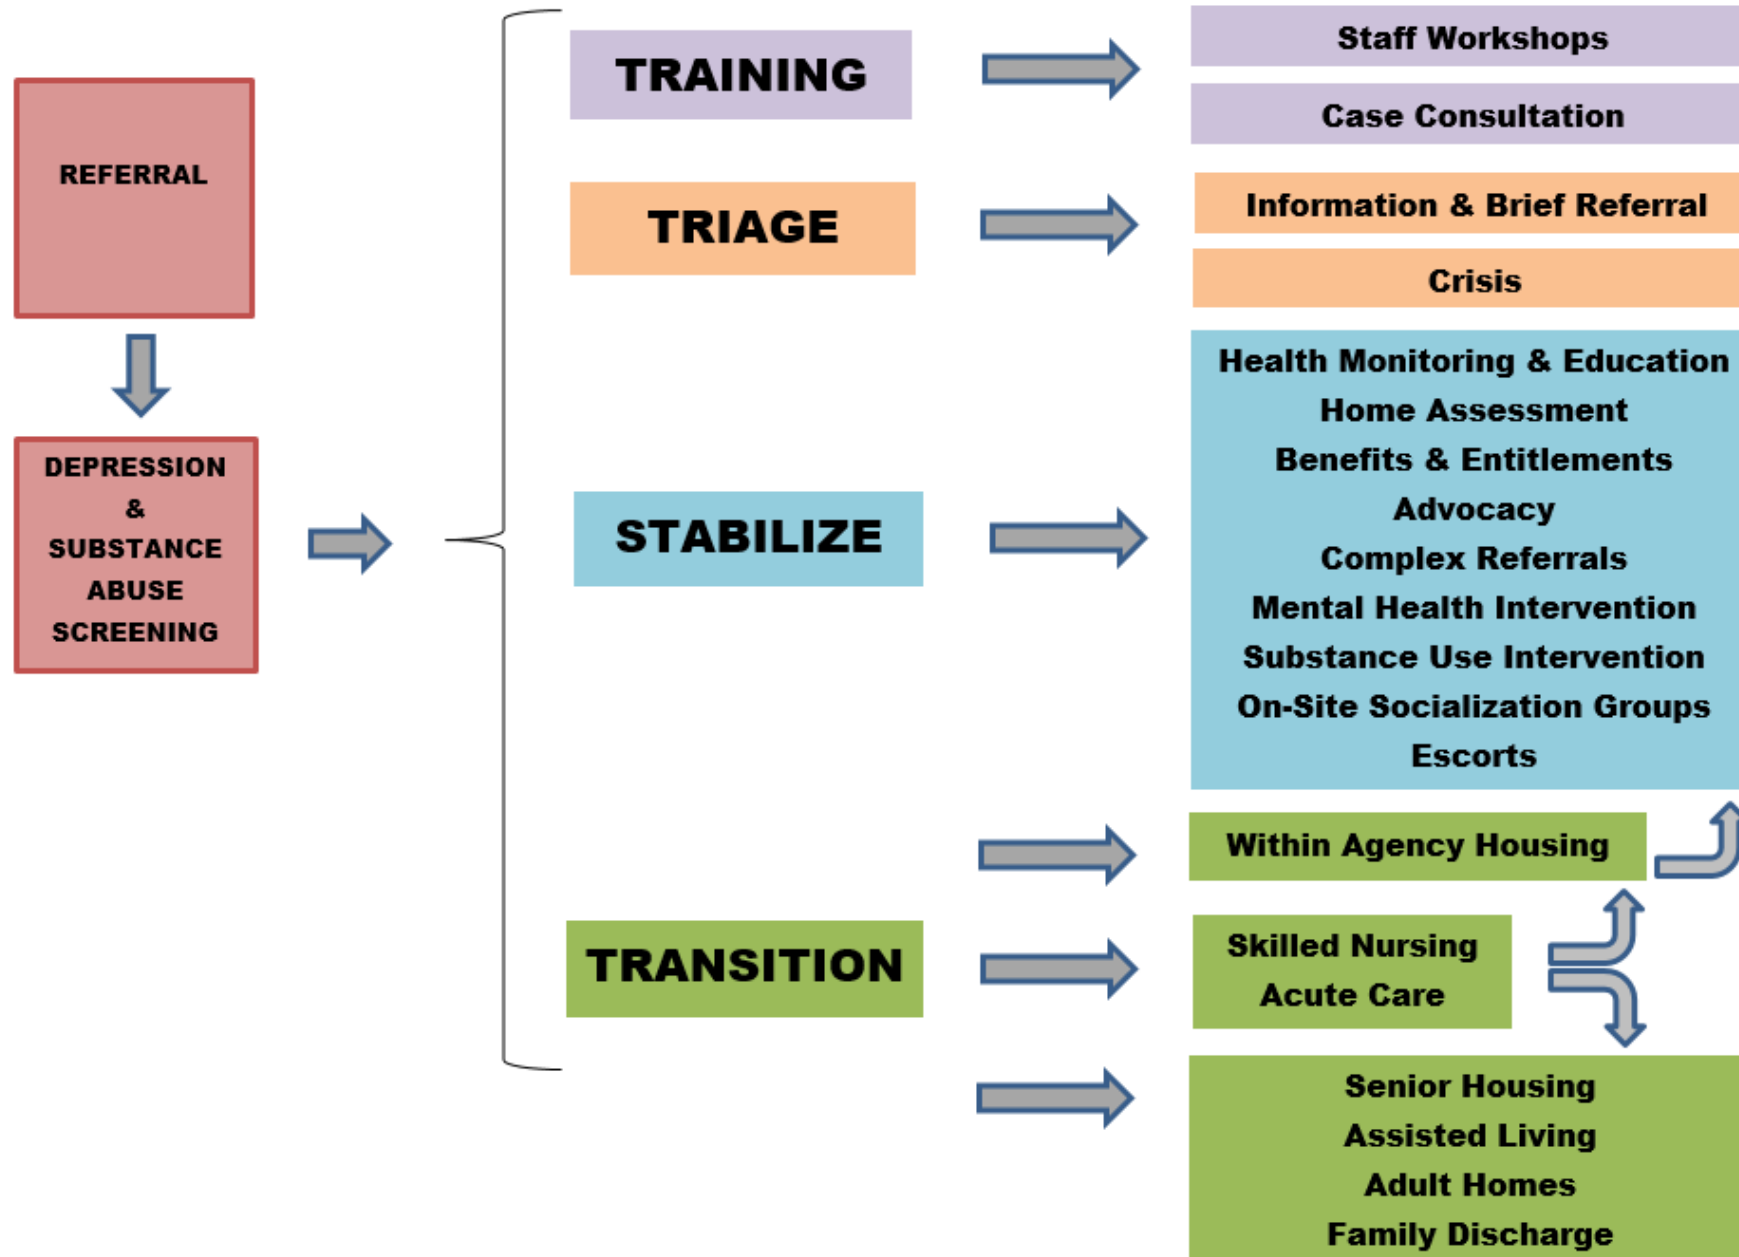 REFERRAL
DEPRESSION
&
SUBSTANCE
ABUSE
SCREENING
TRAINING
Staff Workshops
Case Consultation
TRIAGE
Information & Brief Referral
Crisis
STABILIZE
Health Monitoring & Education
Home Assessment
Benefits & Entitlements
Advocacy
Complex Referrals
Mental Health Intervention
Substance Use Intervention
On-Site Socialization Groups
Escorts
TRANSITION
Within Agency Housing
Skilled Nursing
Acute Care
Senior Housing
Assisted Living
Adult Homes
Family Discharge